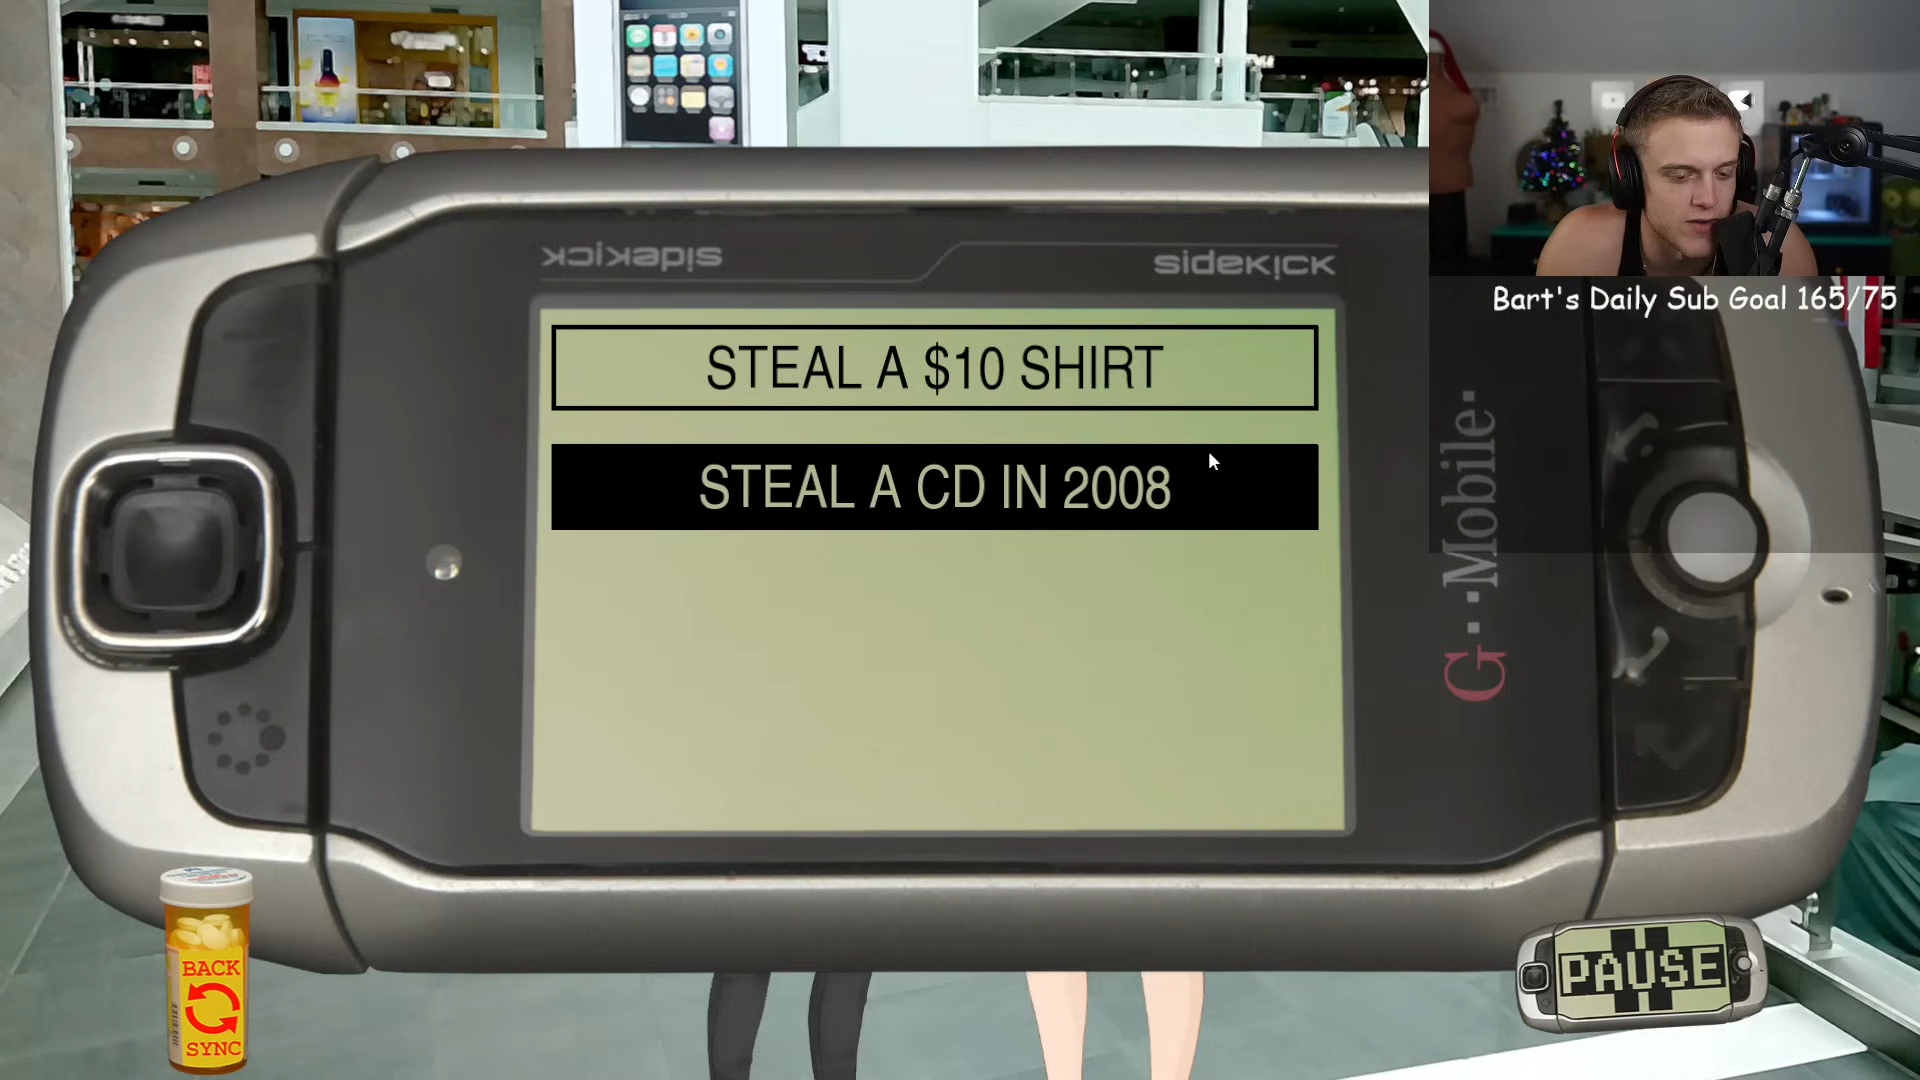 sidekick
sidekick
Bart's Daily Sub Goal 165/75
STEAL A $10 SHIRT
STEAL A CD IN 2008
G··Mobile·
BACK
SYNC
PAUSE